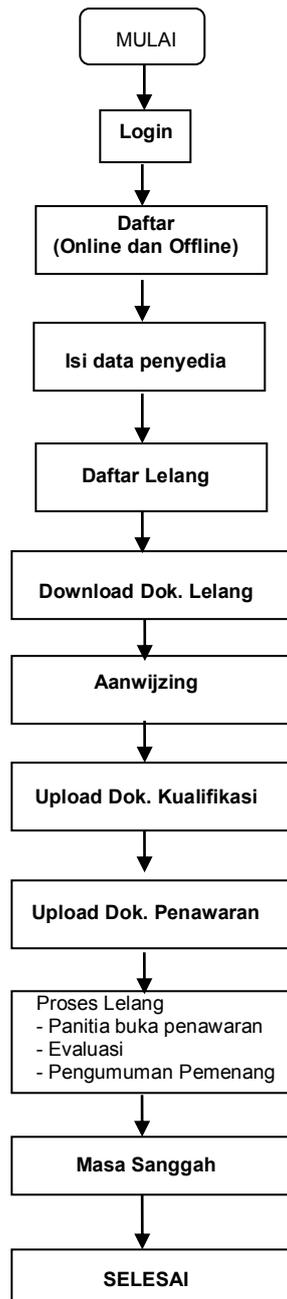 MULAI
Login
Daftar
(Online dan Offline)
Isi data penyedia
Daftar Lelang
Download Dok. Lelang
Aanwijzing
Upload Dok. Kualifikasi
Upload Dok. Penawaran
Proses Lelang
- Panitia buka penawaran
- Evaluasi
- Pengumuman Pemenang
Masa Sanggah
SELESAI